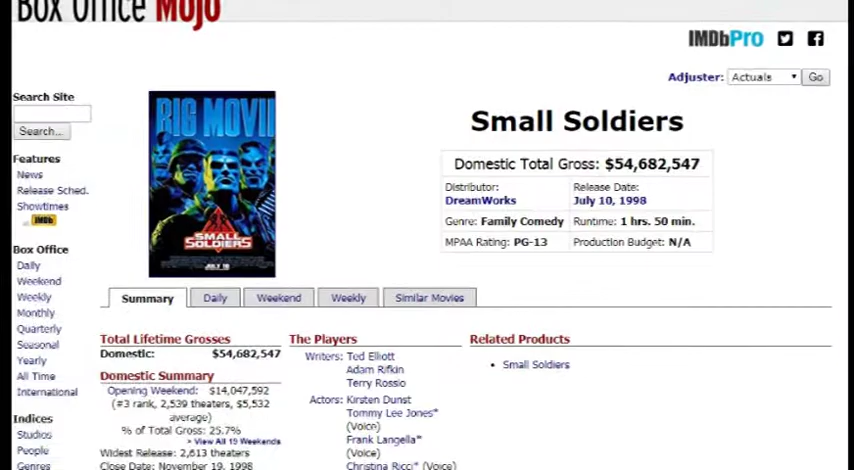 Box Office Mojo
IMDbPro
Adjuster: Actuals Go
Search Site
Search...
Features
News
Release Sched.
Showtimes
IMDb
Box Office
Daily
Weekend
Weekly
Monthly
Quarterly
Seasonal
Yearly
All Time
International
Indices
Studios
People
Genres
BIG MOVIE
SMALL
SOLDIERS
JULY 10
Small Soldiers
Domestic Total Gross: $54,682,547
Distributor: Release Date:
DreamWorks July 10, 1998
Genre: Family Comedy Runtime: 1 hrs. 50 min.
MPAA Rating: PG-13 Production Budget: N/A
Summary Daily Weekend Weekly Similar Movies
Total Lifetime Grosses
Domestic: $54,682,547
Domestic Summary
Opening Weekend: $14,047,592
(#3 rank, 2,539 theaters, $5,532
average)
% of Total Gross: 25.7%
> View All 19 Weekends
Widest Release: 2,613 theaters
Close Date: November 19, 1998
The Players
Writers: Ted Elliott
Adam Rifkin
Terry Rossio
Actors: Kirsten Dunst
Tommy Lee Jones*
(Voice)
Frank Langella*
(Voice)
Christina Ricci* (Voice)
Related Products
• Small Soldiers